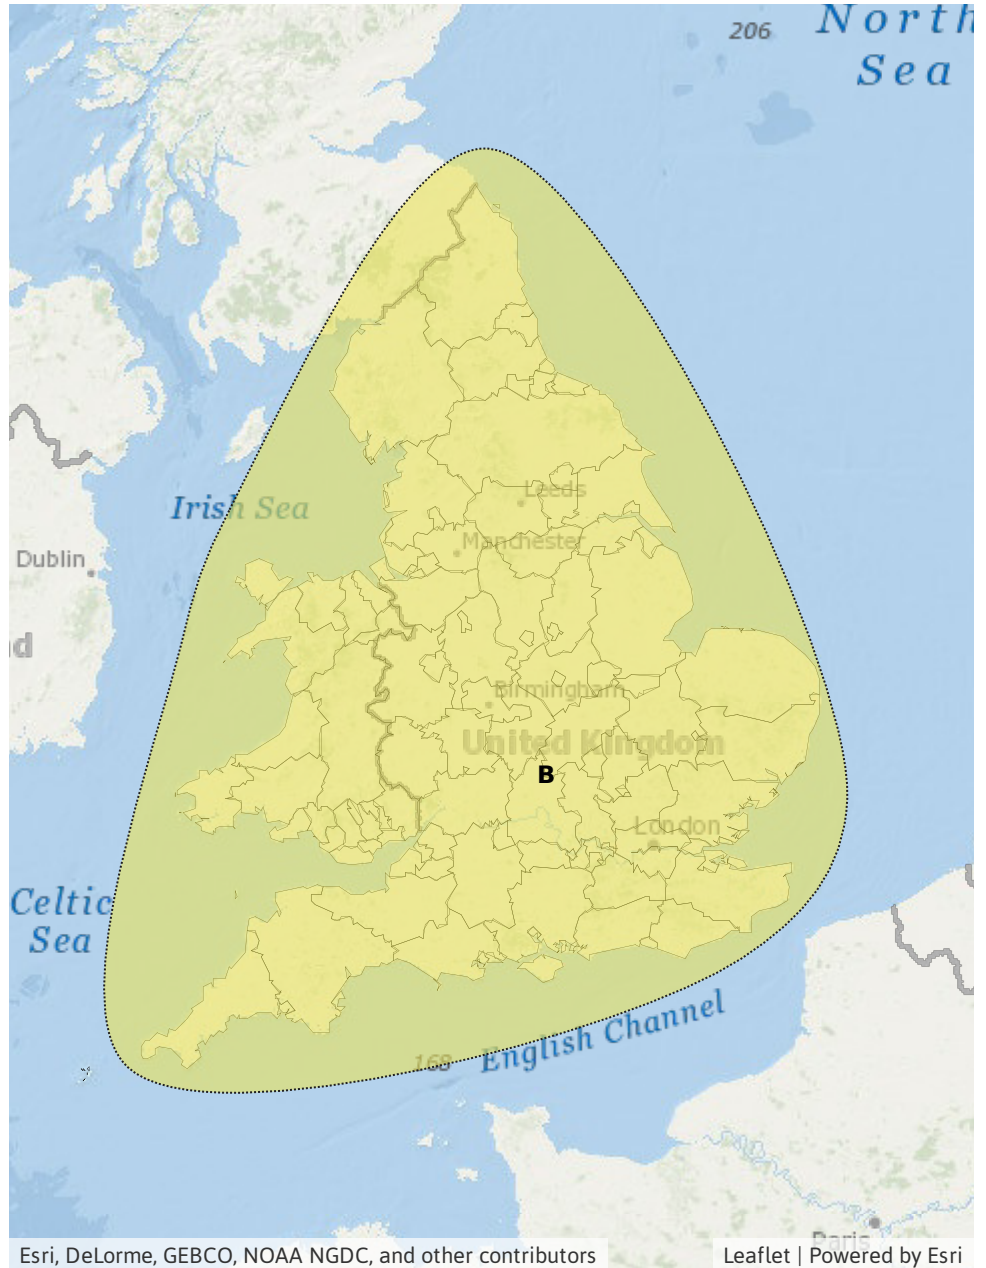 206
North
Sea
Irish Sea
Leeds
Manchester
Dublin
d
Birmingham
United Kingdom
B
London
Celtic
Sea
English Channel
168
Paris
Esri, DeLorme, GEBCO, NOAA NGDC, and other contributors
Leaflet | Powered by Esri